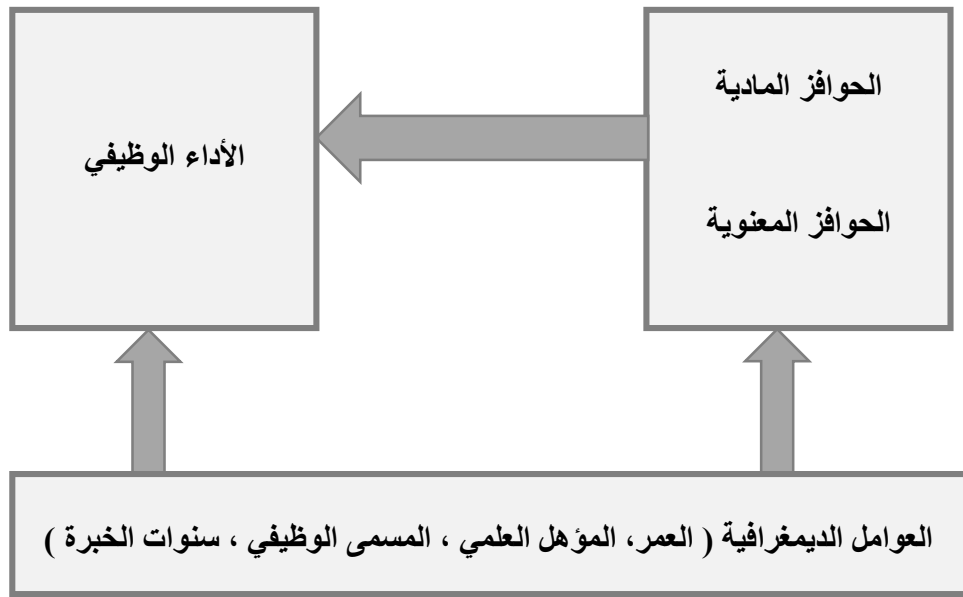 الحوافز المادية
الحوافز المعنوية
الأداء الوظيفي
العوامل الديمغرافية ( العمر، المؤهل العلمي ، المسمى الوظيفي ، سنوات الخبرة )